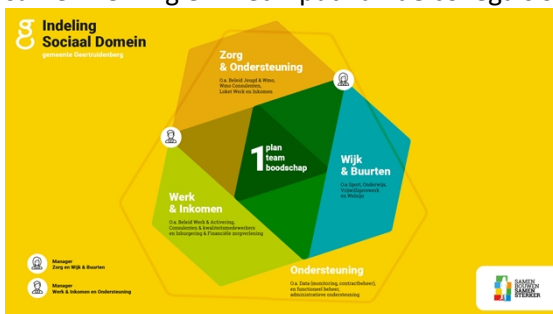 Indeling
Sociaal Domein
gemeente Geertruidenberg
Zorg
& Ondersteuning
O.a. Beleid Jeugd & Wmo,
Wmo Consulenten,
Loket Werk en Inkomen
1 plan
team
boodschap
Wijk
& Buurten
O.a Sport, Onderwijs,
Vrijwilligerswerk
en Welzijn
Werk
& Inkomen
O.a. Beleid Werk & Activering,
Consulenten & kwaliteitsmedewerkers
en Inburgering & Financiële zorgverlening
Ondersteuning
O.a. Data (monitoring, contractbeheer),
en functioneel beheer,
administratieve ondersteuning
Manager
Zorg en Wijk & Buurten
Manager
Werk & Inkomen en Ondersteuning
SAMEN
BOUWEN
SAMEN
STERKER